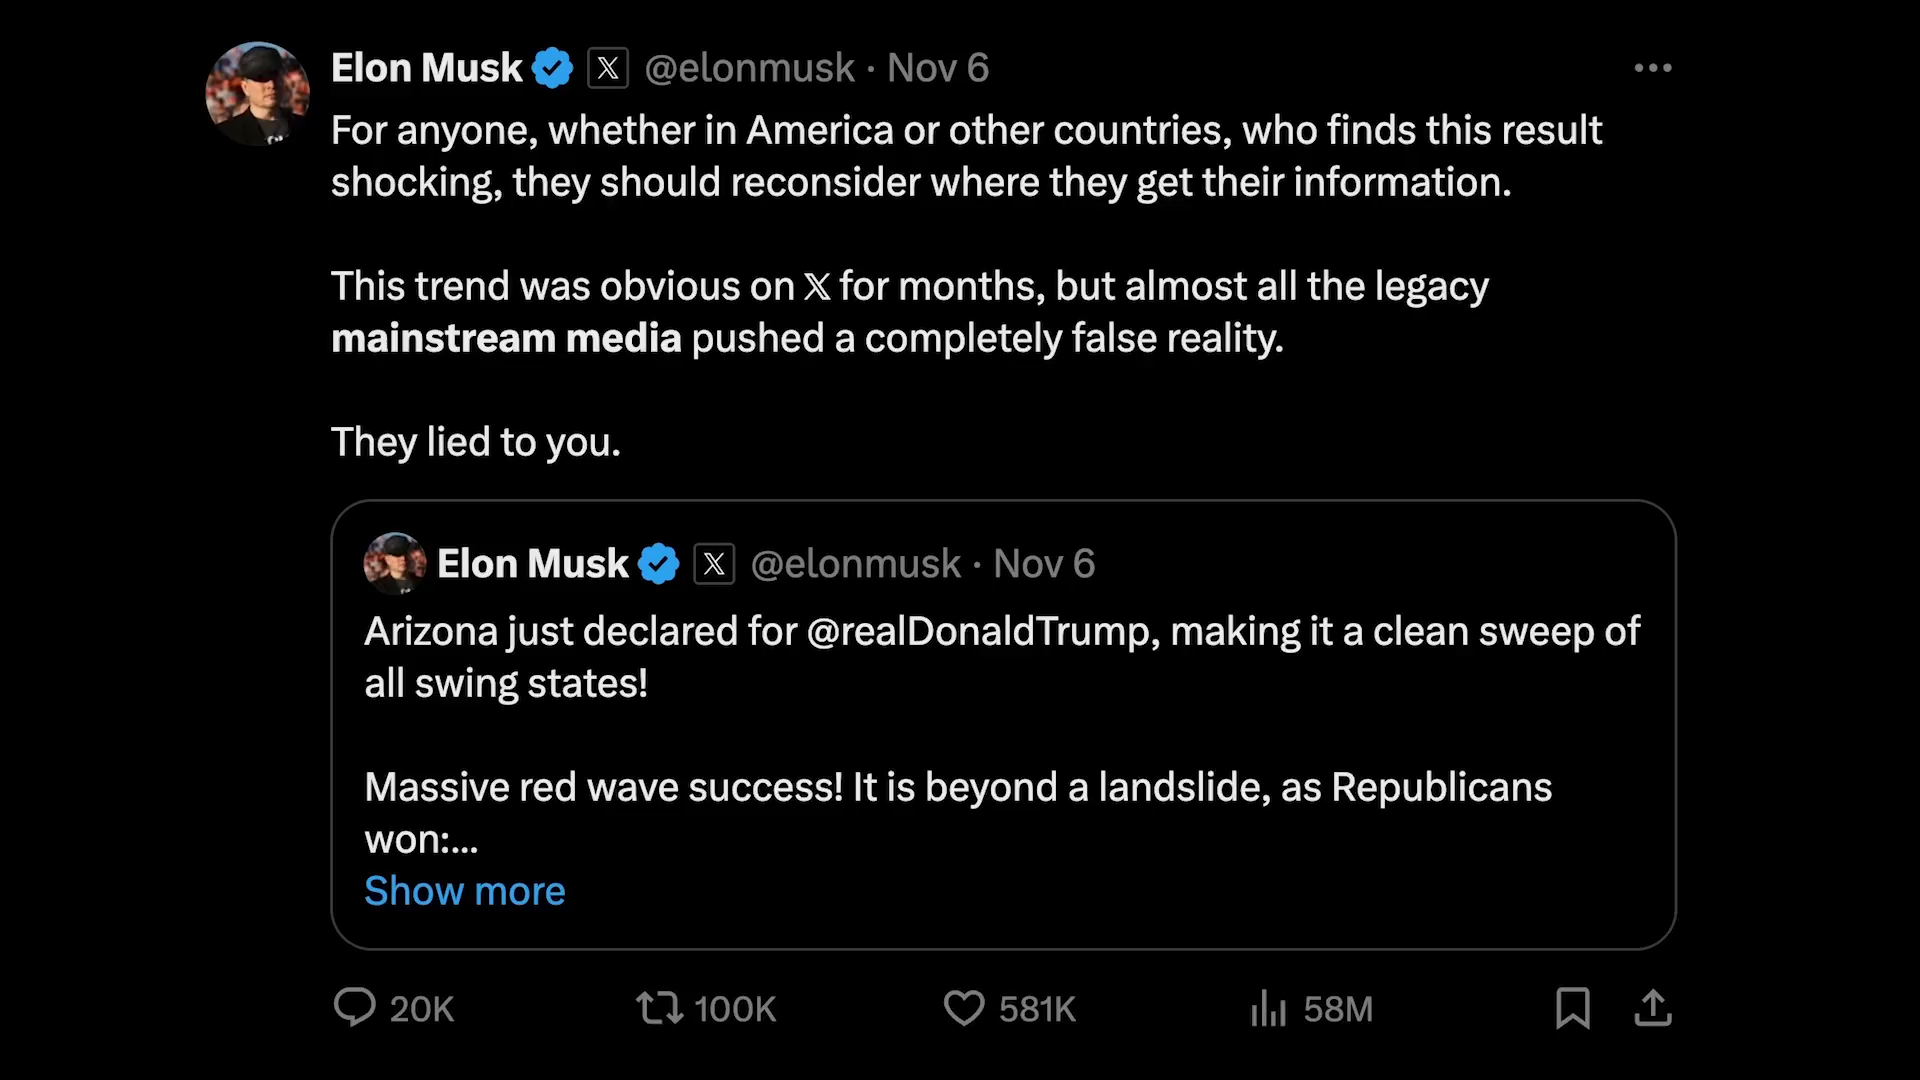 Elon Musk 𝕏 @elonmusk · Nov 6
For anyone, whether in America or other countries, who finds this result
shocking, they should reconsider where they get their information.
This trend was obvious on 𝕏 for months, but almost all the legacy
mainstream media pushed a completely false reality.
They lied to you.
Elon Musk 𝕏 @elonmusk · Nov 6
Arizona just declared for @realDonaldTrump, making it a clean sweep of
all swing states!
Massive red wave success! It is beyond a landslide, as Republicans
won:...
Show more
20K 100K 581K 58M